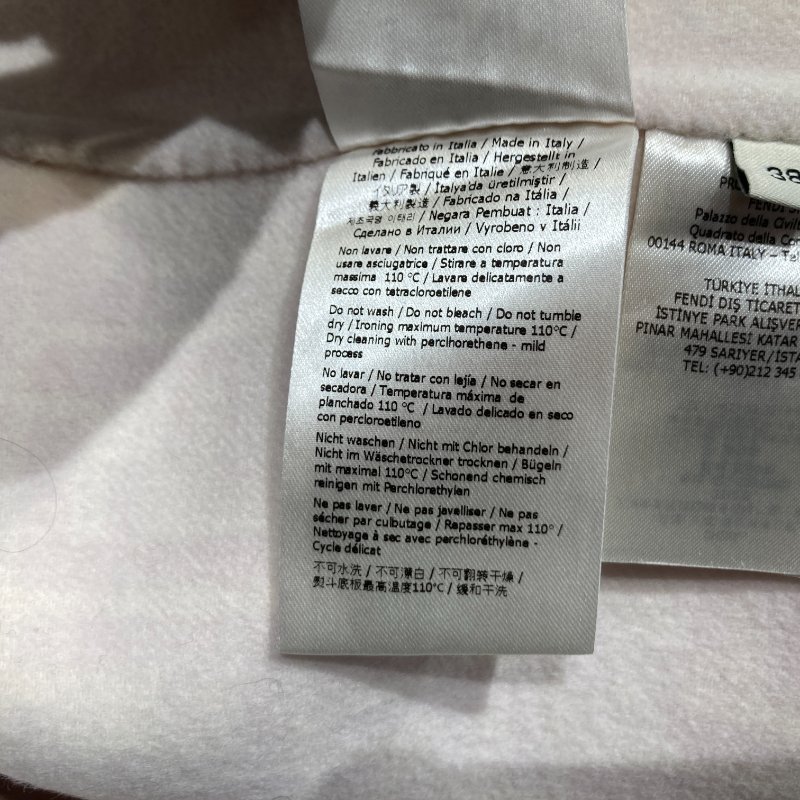 Fabbricato in Italia / Made in Italy /
Fabricado en Italia / Hergestellt in
Italien / Fabriqué en Italie / 意大利制造 /
イタリア製 / İtalya'da üretilmiştir /
義大利製造 / Fabricado na Itália /
제조국명 이태리 / Negara Pembuat : Italia /
Сделано в Италии / Vyrobeno v Itálii
Non lavare / Non trattare con cloro / Non
usare asciugatrice / Stirare a temperatura
massima 110 °C / Lavare delicatamente a
secco con tetracloroetilene
Do not wash / Do not bleach / Do not tumble
dry / Ironing maximum temperature 110°C /
Dry cleaning with perclhorethene - mild
process
No lavar / No tratar con lejía / No secar en
secadora / Temperatura máxima de
planchado 110 °C / Lavado delicado en seco
con percloroetileno
Nicht waschen / Nicht mit Chlor behandeln /
Nicht im Wäschetrockner trocknen / Bügeln
mit maximal 110°C / Schonend chemisch
reinigen mit Perchlorethylen
Ne pas laver / Ne pas javelliser / Ne pas
sécher par culbutage / Repasser max 110° /
Nettoyage à sec avec perchloréthylène -
Cycle délicat
不可水洗 / 不可漂白 / 不可翻转干燥 /
熨斗底板最高温度110°C / 缓和干洗
38
FENDI
Palazzo della
Quadrato della
00144 ROMA ITALY -
TÜRKİYE
FENDİ DIŞ
İSTİNYE PARK
PINAR MAHALLESİ KATAR
479
TEL: (+90)212 345